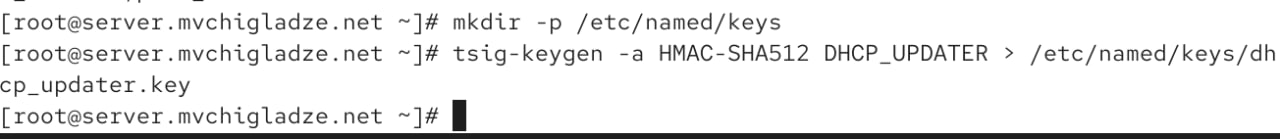 [root@server.mvchigladze.net ~]# mkdir -p /etc/named/keys
[root@server.mvchigladze.net ~]# tsig-keygen -a HMAC-SHA512 DHCP_UPDATER > /etc/named/keys/dh
cp_updater.key
[root@server.mvchigladze.net ~]#